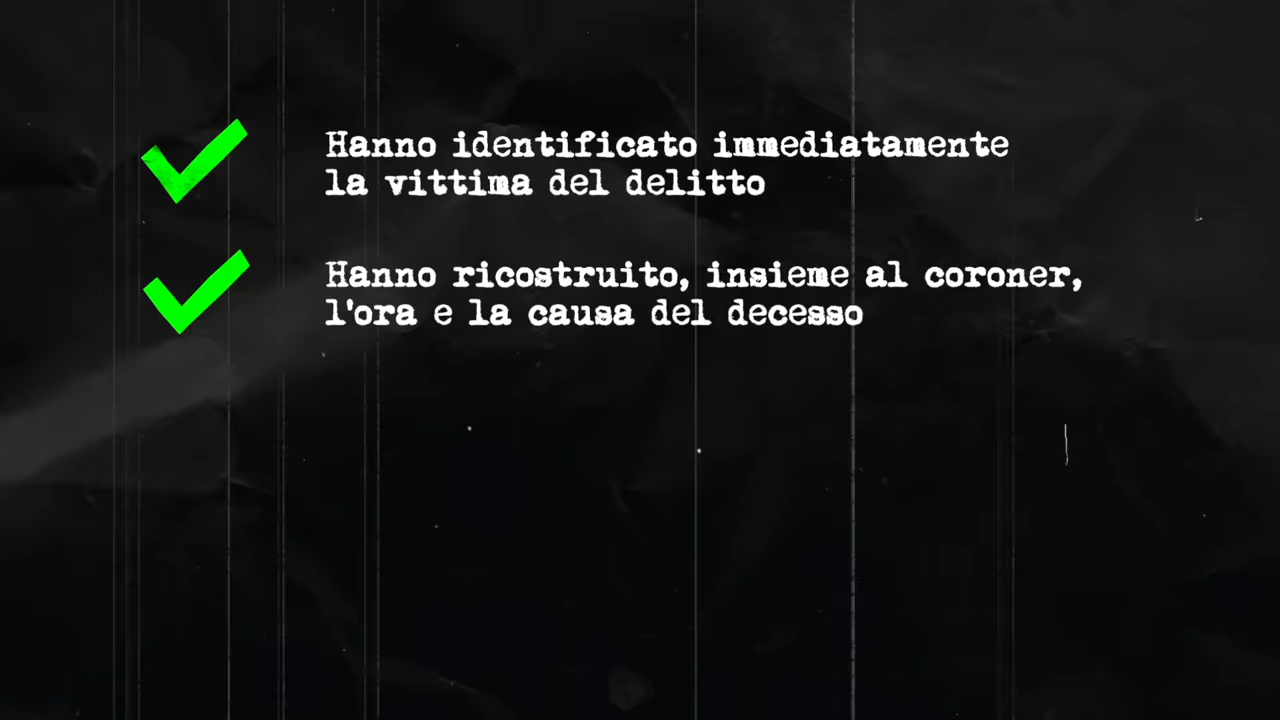 Hanno identificato immediatamente
la vittima del delitto
Hanno ricostruito, insieme al coroner,
l'ora e la causa del decesso